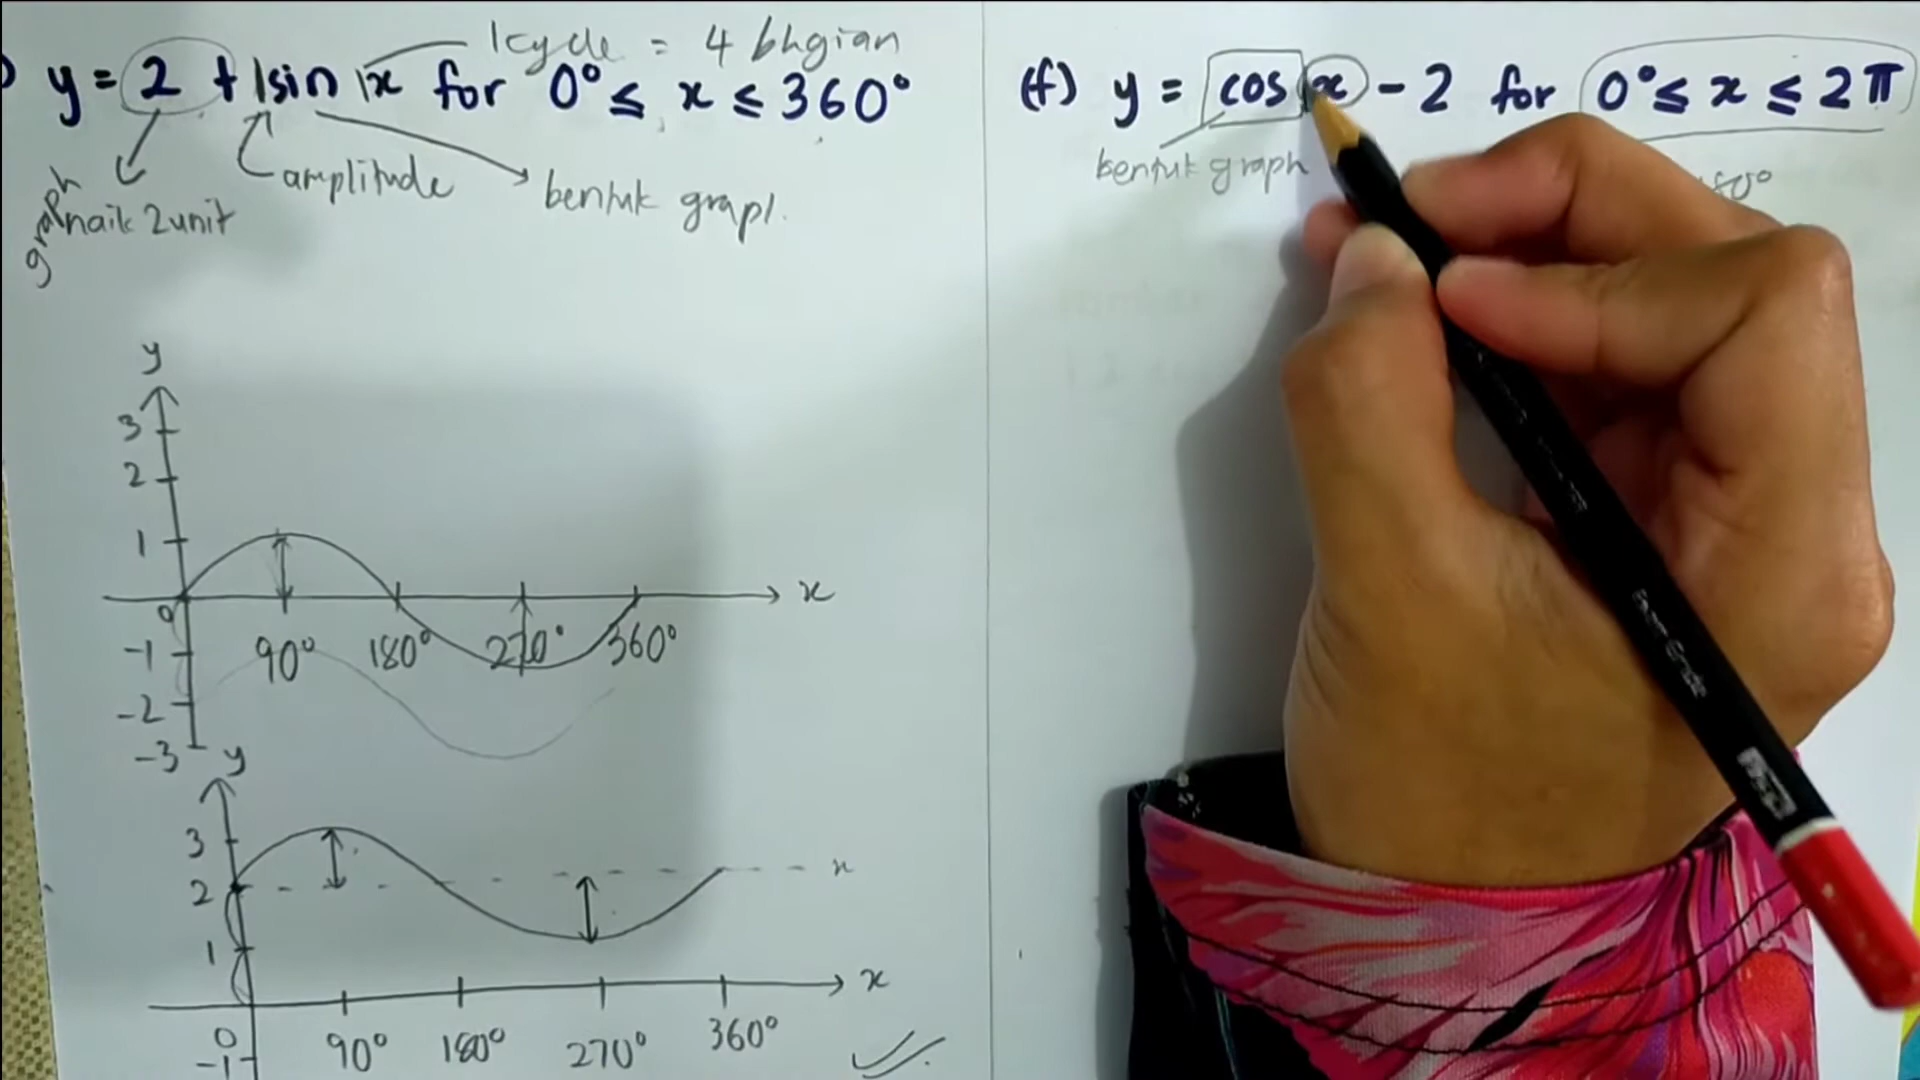 1cycle = 4 bhgian
y = 2 + 1sin 1x for 0° ≤ x ≤ 360°
amplitude
bentuk grapl.
graph naik 2unit
y
3
2
1
x
0
90° 180° 270° 360°
-1
-2
-3
y
3
2
x
1
x
0
90° 180° 270° 360°
-1
(f) y = cos x - 2 for 0° ≤ x ≤ 2π
bentuk graph